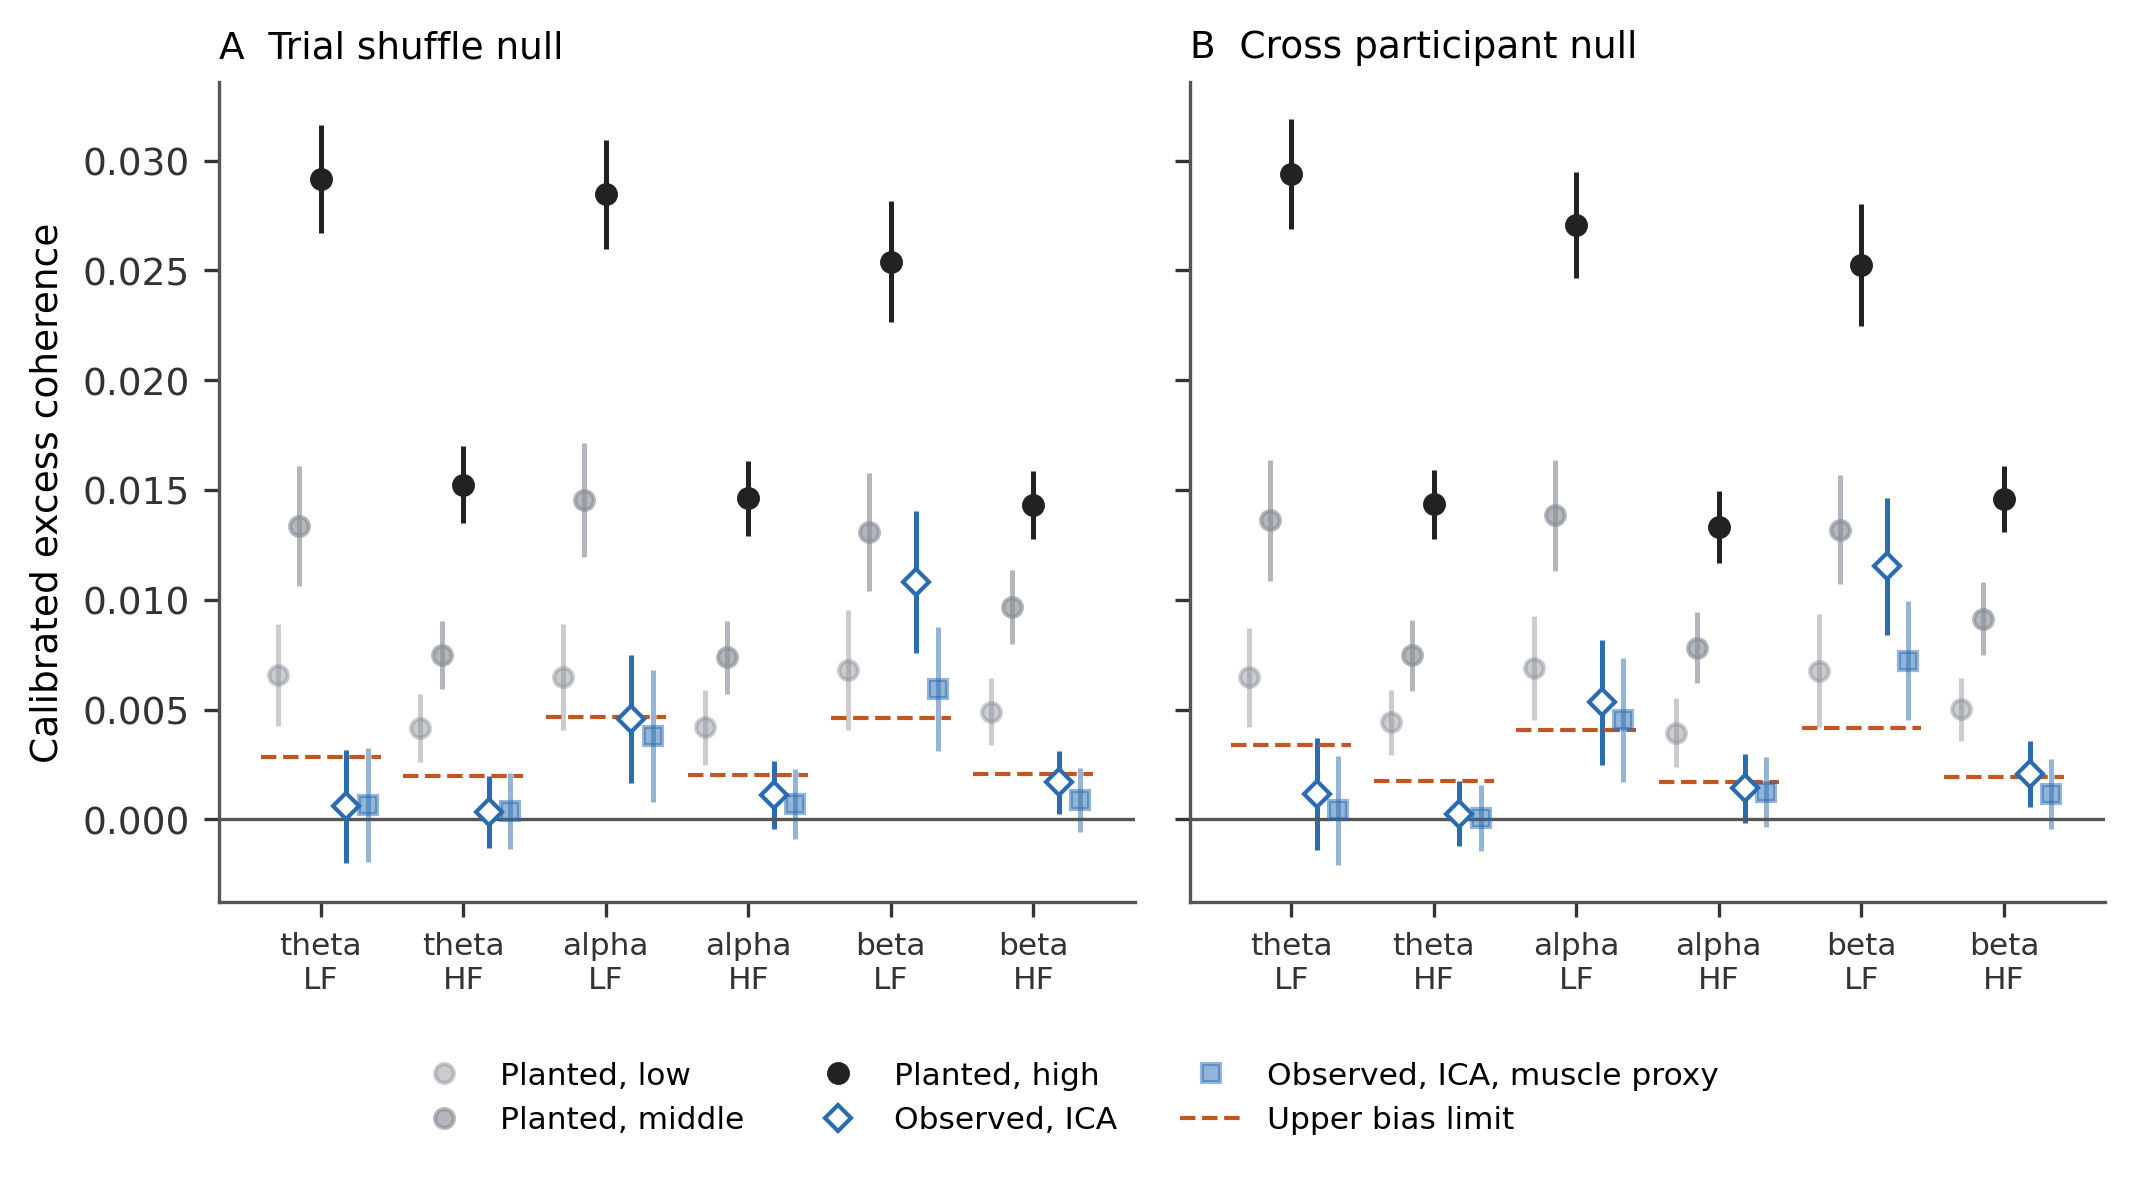 A Trial shuffle null
B Cross participant null
Calibrated excess coherence
0.030
0.025
0.020
0.015
0.010
0.005
0.000
theta LF
theta HF
alpha LF
alpha HF
beta LF
beta HF
theta LF
theta HF
alpha LF
alpha HF
beta LF
beta HF
Planted, low
Planted, middle
Planted, high
Observed, ICA
Observed, ICA, muscle proxy
Upper bias limit